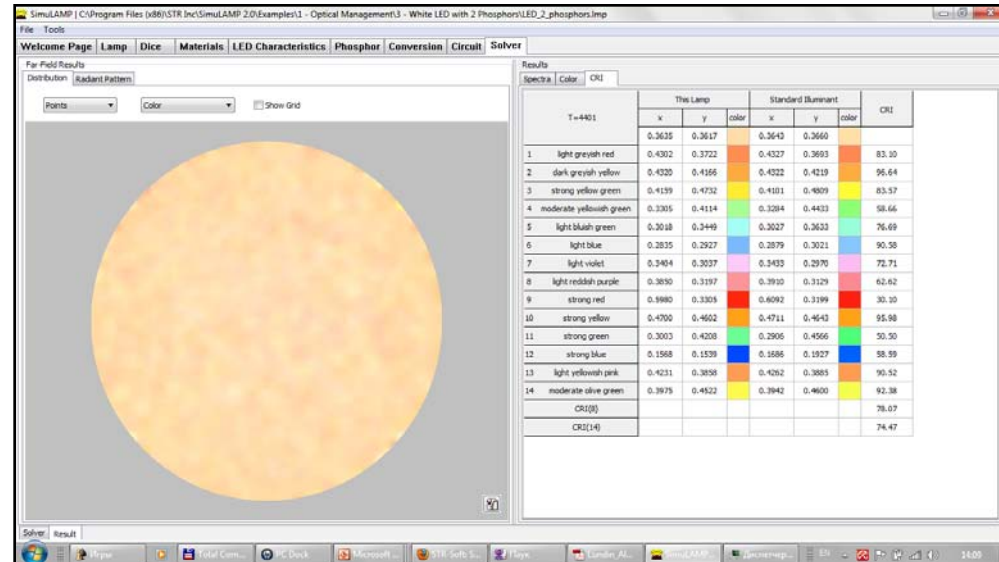 SimuLAMP | C:\Program Files (x86)\STR Inc\SimuLAMP 2.0\Examples\1 - Optical Management\3 - White LED with 2 Phosphors\LED_2_phosphors.lmp
File Tools
Welcome Page Lamp Dice Materials LED Characteristics Phosphor Conversion Circuit Solver
Far-Field Results
Distribution Radiant Pattern
Points Color Show Grid
Results
Spectra Color CRI
This Lamp Standard Illuminant
T=4401 x y color x y color CRI
0.3635 0.3617 0.3643 0.3660
1 light greyish red 0.4302 0.3722 0.4327 0.3693 83.10
2 dark greyish yellow 0.4320 0.4166 0.4322 0.4219 96.64
3 strong yellow green 0.4159 0.4732 0.4101 0.4809 83.57
4 moderate yellowish green 0.3305 0.4114 0.3284 0.4433 58.66
5 light bluish green 0.3018 0.3449 0.3027 0.3633 76.69
6 light blue 0.2835 0.2927 0.2879 0.3021 90.58
7 light violet 0.3404 0.3037 0.3433 0.2970 72.71
8 light reddish purple 0.3850 0.3197 0.3910 0.3129 62.62
9 strong red 0.5980 0.3305 0.6092 0.3199 30.10
10 strong yellow 0.4700 0.4602 0.4711 0.4643 95.98
11 strong green 0.3003 0.4208 0.2906 0.4566 50.50
12 strong blue 0.1568 0.1539 0.1686 0.1927 58.59
13 light yellowish pink 0.4231 0.3858 0.4262 0.3885 90.52
14 moderate olive green 0.3975 0.4522 0.3942 0.4600 92.38
CRI(8) 78.07
CRI(14) 74.47
Solver Result
Игры Total Com... PC Dock Microsoft ... STR Soft S... Паук SimuLAMP... Диспетчер... EN 14:09